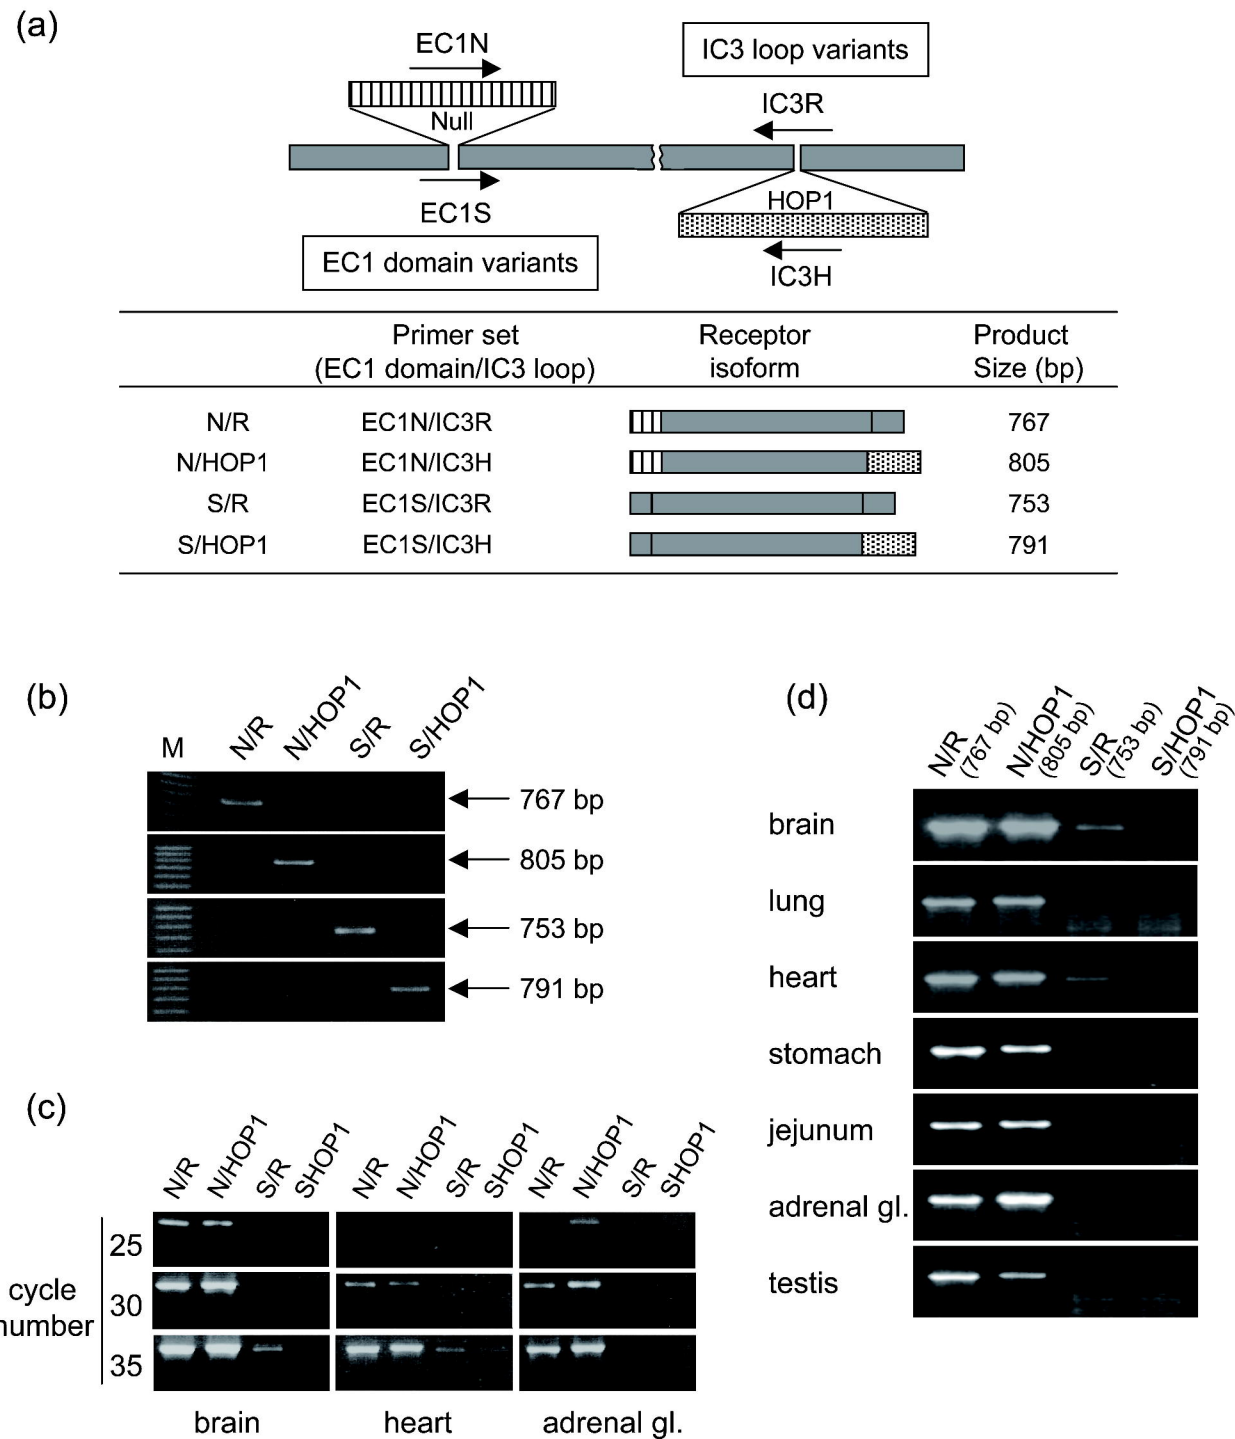 (a)
EC1N
Null
EC1S
EC1 domain variants
IC3 loop variants
IC3R
HOP1
IC3H
Primer set
(EC1 domain/IC3 loop)
Receptor
isoform
Product
Size (bp)
N/R EC1N/IC3R 767
N/HOP1 EC1N/IC3H 805
S/R EC1S/IC3R 753
S/HOP1 EC1S/IC3H 791
(b)
M N/R N/HOP1 S/R S/HOP1
767 bp
805 bp
753 bp
791 bp
(c)
N/R N/HOP1 S/R SHOP1 N/R N/HOP1 S/R SHOP1 N/R N/HOP1 S/R SHOP1
cycle
number
25
30
35
brain heart adrenal gl.
(d)
N/R (767 bp)
N/HOP1 (805 bp)
S/R (753 bp)
S/HOP1 (791 bp)
brain
lung
heart
stomach
jejunum
adrenal gl.
testis